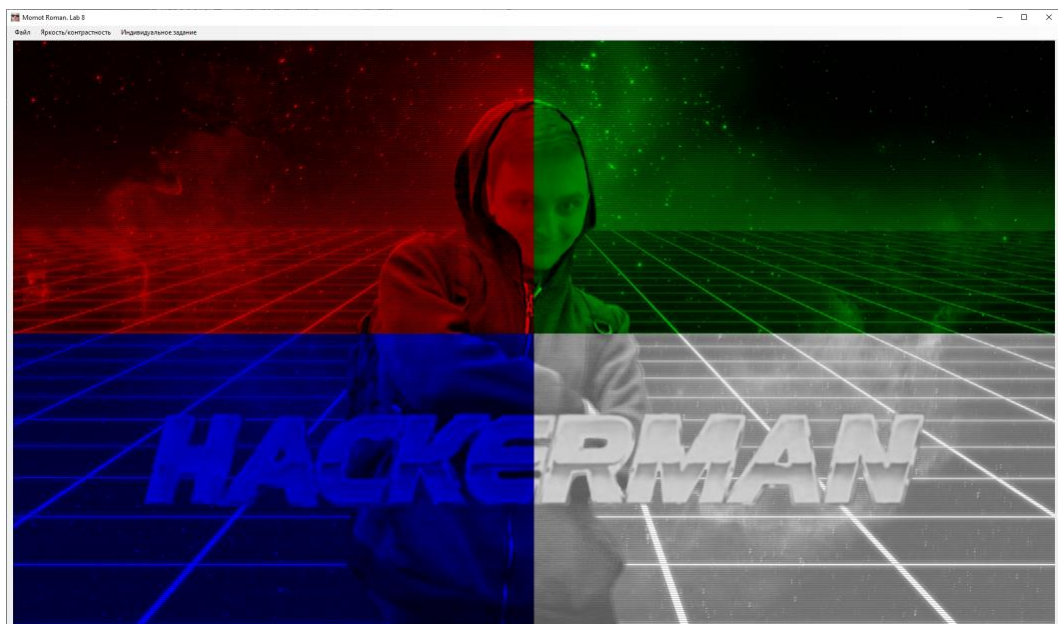 Momot Roman. Lab 8
Файл Яркость/контрастность Индивидуальное задание
HACKERMAN